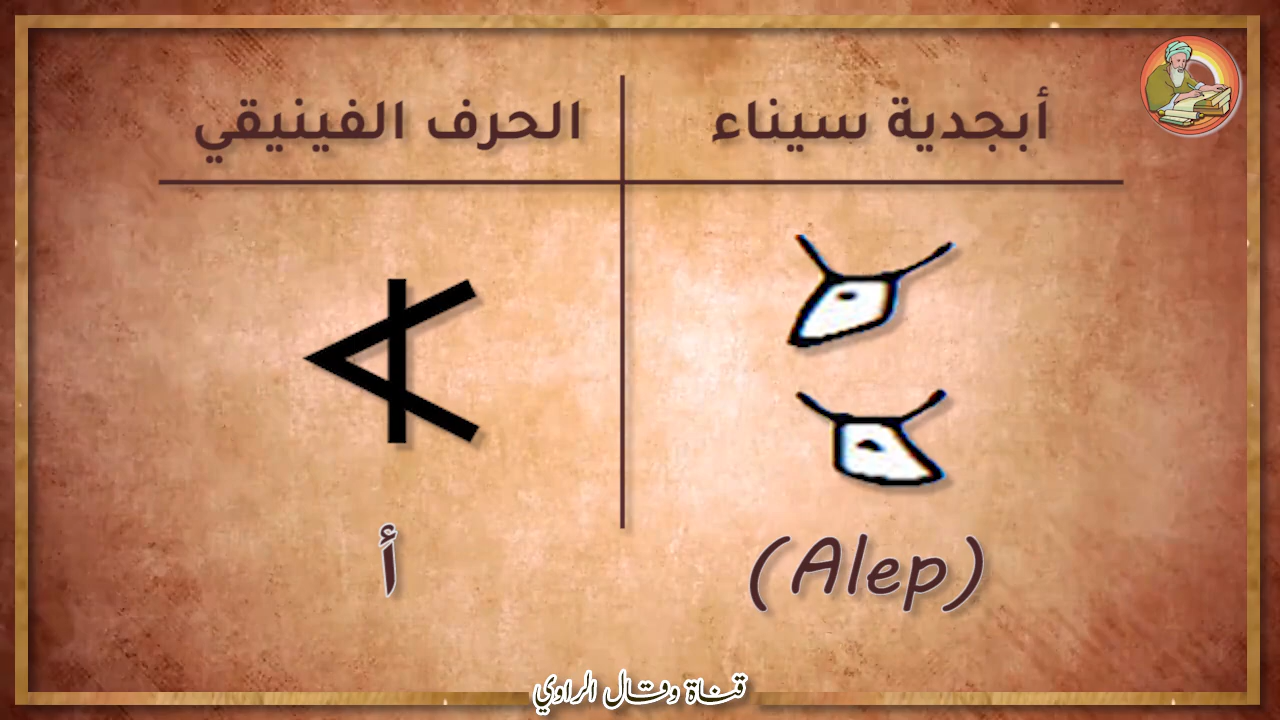 أبجدية سيناء
الحرف الفينيقي
𐤀
(Alep)
أ
قناة وقال الراوي